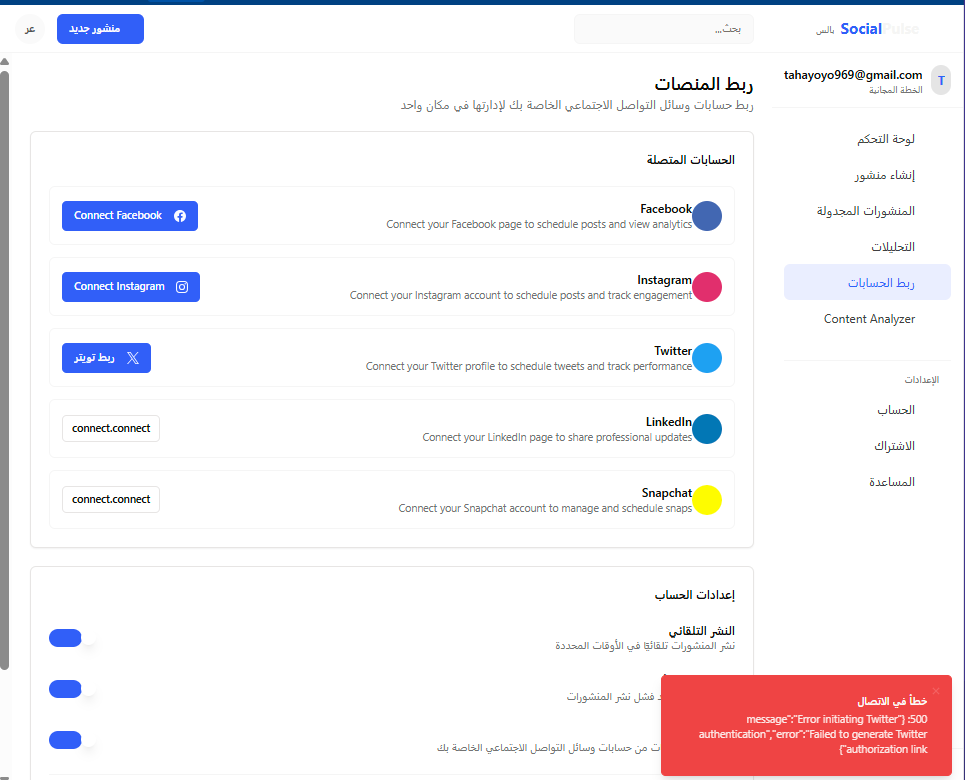 SocialPulse بالس
بحث...
منشور جديد
عر
T
tahayoyo969@gmail.com
الخطة المجانية
لوحة التحكم
إنشاء منشور
المنشورات المجدولة
التحليلات
ربط الحسابات
Content Analyzer
الإعدادات
الحساب
الاشتراك
المساعدة
ربط المنصات
ربط حسابات وسائل التواصل الاجتماعي الخاصة بك لإدارتها في مكان واحد
الحسابات المتصلة
Facebook
Connect your Facebook page to schedule posts and view analytics
Connect Facebook
Instagram
Connect your Instagram account to schedule posts and track engagement
Connect Instagram
Twitter
Connect your Twitter profile to schedule tweets and track performance
ربط تويتر
LinkedIn
Connect your LinkedIn page to share professional updates
connect.connect
Snapchat
Connect your Snapchat account to manage and schedule snaps
connect.connect
إعدادات الحساب
النشر التلقائي
نشر المنشورات تلقائيًا في الأوقات المحددة
فشل نشر المنشورات
من حسابات وسائل التواصل الاجتماعي الخاصة بك
خطأ في الاتصال
500: {"message":"Error initiating Twitter
authentication","error":"Failed to generate Twitter
authorization link"}